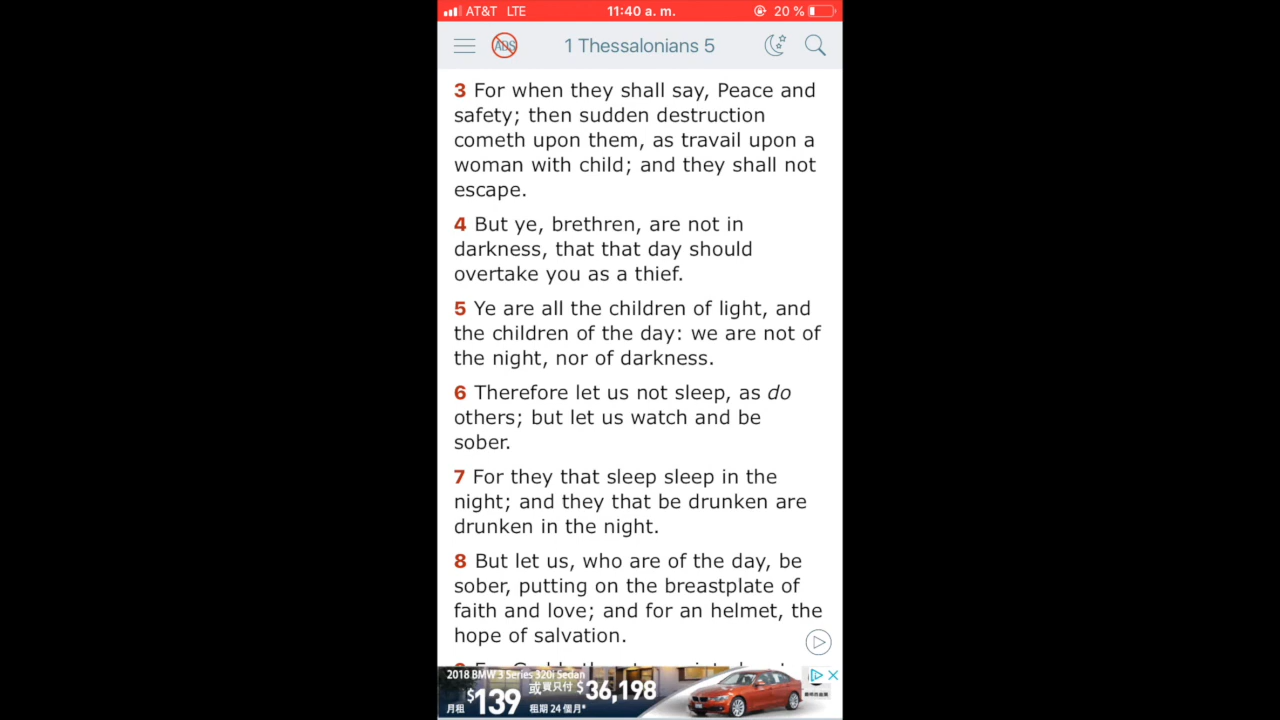 AT&T LTE 11:40 a. m. 20 %
ADS 1 Thessalonians 5
3 For when they shall say, Peace and
safety; then sudden destruction
cometh upon them, as travail upon a
woman with child; and they shall not
escape.
4 But ye, brethren, are not in
darkness, that that day should
overtake you as a thief.
5 Ye are all the children of light, and
the children of the day: we are not of
the night, nor of darkness.
6 Therefore let us not sleep, as do
others; but let us watch and be
sober.
7 For they that sleep sleep in the
night; and they that be drunken are
drunken in the night.
8 But let us, who are of the day, be
sober, putting on the breastplate of
faith and love; and for an helmet, the
hope of salvation.
2018 BMW 3 Series 320i Sedan
月租 $139 或買只付 $36,198
租期 24 個月*